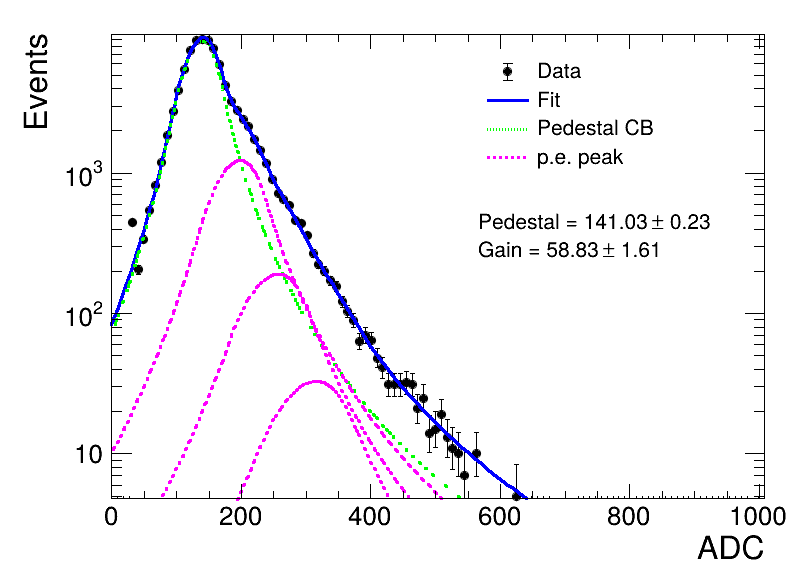 Events
Data
Fit
Pedestal CB
p.e. peak
Pedestal = 141.03 ± 0.23
Gain = 58.83 ± 1.61
10³
10²
10
0 200 400 600 800 1000
ADC